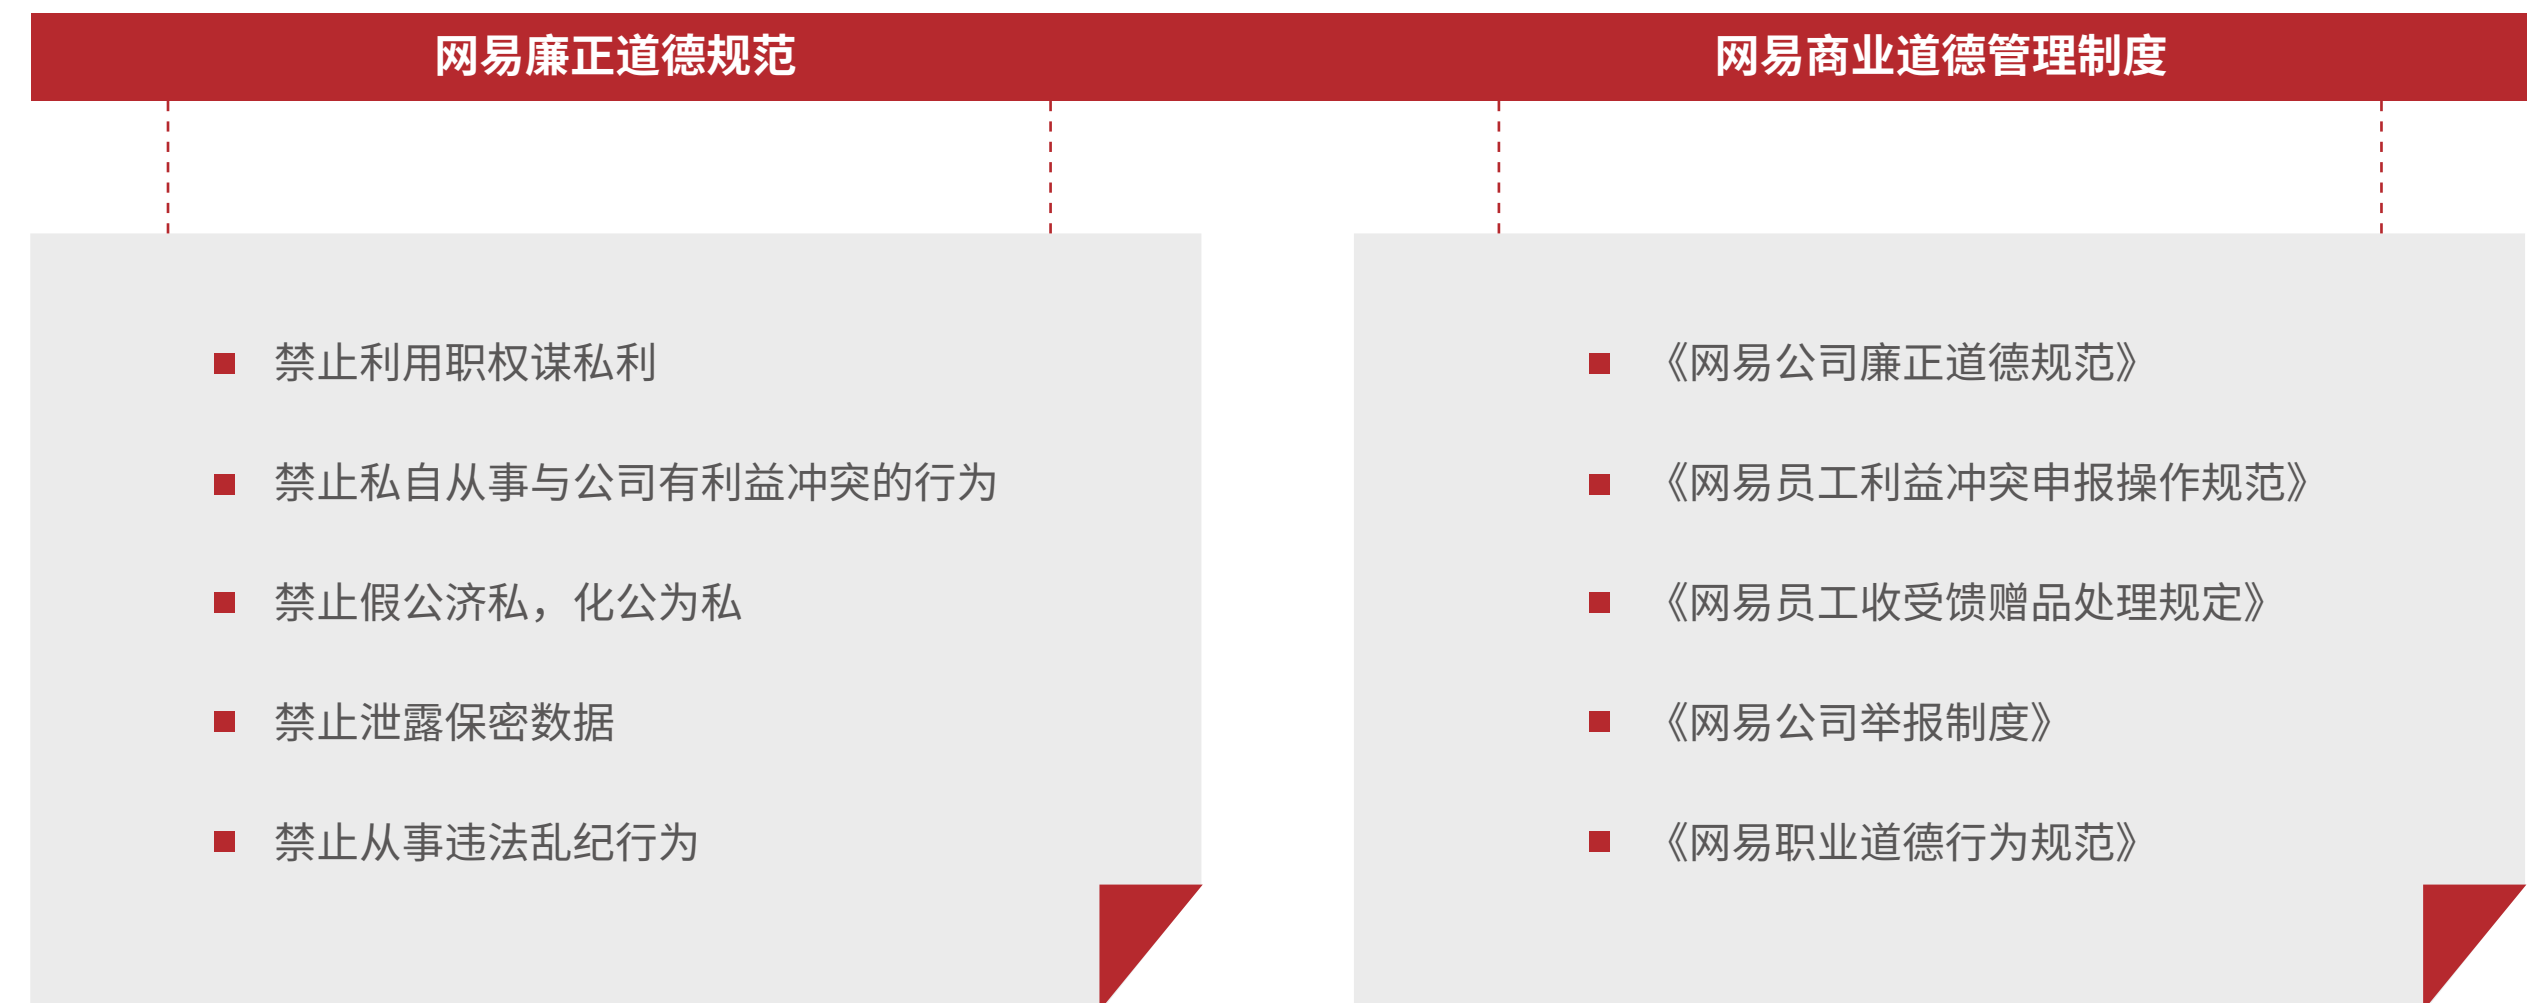 网易廉正道德规范
网易商业道德管理制度
禁止利用职权谋私利
禁止私自从事与公司有利益冲突的行为
禁止假公济私，化公为私
禁止泄露保密数据
禁止从事违法乱纪行为
《网易公司廉正道德规范》
《网易员工利益冲突申报操作规范》
《网易员工收受馈赠品处理规定》
《网易公司举报制度》
《网易职业道德行为规范》